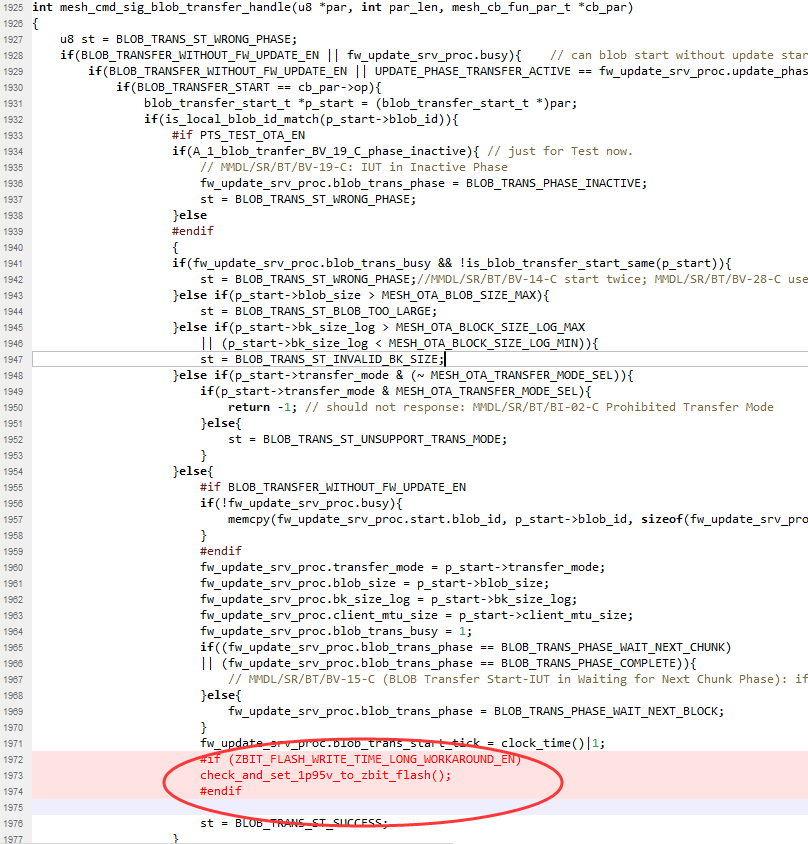 1925 int mesh_cmd_sig_blob_transfer_handle(u8 *par, int par_len, mesh_cb_fun_par_t *cb_par)
1926 {
1927 u8 st = BLOB_TRANS_ST_WRONG_PHASE;
1928 if(BLOB_TRANSFER_WITHOUT_FW_UPDATE_EN || fw_update_srv_proc.busy){ // can blob start without update star
1929 if(BLOB_TRANSFER_WITHOUT_FW_UPDATE_EN || UPDATE_PHASE_TRANSFER_ACTIVE == fw_update_srv_proc.update_phas
1930 if(BLOB_TRANSFER_START == cb_par->op){
1931 blob_transfer_start_t *p_start = (blob_transfer_start_t *)par;
1932 if(is_local_blob_id_match(p_start->blob_id)){
1933 #if PTS_TEST_OTA_EN
1934 if(A_1_blob_tranfer_BV_19_C_phase_inactive){ // just for Test now.
1935 // MMDL/SR/BT/BV-19-C: IUT in Inactive Phase
1936 fw_update_srv_proc.blob_trans_phase = BLOB_TRANS_PHASE_INACTIVE;
1937 st = BLOB_TRANS_ST_WRONG_PHASE;
1938 }else
1939 #endif
1940 {
1941 if(fw_update_srv_proc.blob_trans_busy && !is_blob_transfer_start_same(p_start)){
1942 st = BLOB_TRANS_ST_WRONG_PHASE;//MMDL/SR/BT/BV-14-C start twice; MMDL/SR/BT/BV-28-C use
1943 }else if(p_start->blob_size > MESH_OTA_BLOB_SIZE_MAX){
1944 st = BLOB_TRANS_ST_BLOB_TOO_LARGE;
1945 }else if(p_start->bk_size_log > MESH_OTA_BLOCK_SIZE_LOG_MAX
1946 || (p_start->bk_size_log < MESH_OTA_BLOCK_SIZE_LOG_MIN)){
1947 st = BLOB_TRANS_ST_INVALID_BK_SIZE;
1948 }else if(p_start->transfer_mode & (~ MESH_OTA_TRANSFER_MODE_SEL)){
1949 if(p_start->transfer_mode & MESH_OTA_TRANSFER_MODE_SEL){
1950 return -1; // should not response: MMDL/SR/BT/BI-02-C Prohibited Transfer Mode
1951 }else{
1952 st = BLOB_TRANS_ST_UNSUPPORT_TRANS_MODE;
1953 }
1954 }else{
1955 #if BLOB_TRANSFER_WITHOUT_FW_UPDATE_EN
1956 if(!fw_update_srv_proc.busy){
1957 memcpy(fw_update_srv_proc.start.blob_id, p_start->blob_id, sizeof(fw_update_srv_pro
1958 }
1959 #endif
1960 fw_update_srv_proc.transfer_mode = p_start->transfer_mode;
1961 fw_update_srv_proc.blob_size = p_start->blob_size;
1962 fw_update_srv_proc.bk_size_log = p_start->bk_size_log;
1963 fw_update_srv_proc.client_mtu_size = p_start->client_mtu_size;
1964 fw_update_srv_proc.blob_trans_busy = 1;
1965 if((fw_update_srv_proc.blob_trans_phase == BLOB_TRANS_PHASE_WAIT_NEXT_CHUNK)
1966 || (fw_update_srv_proc.blob_trans_phase == BLOB_TRANS_PHASE_COMPLETE)){
1967 // MMDL/SR/BT/BV-15-C (BLOB Transfer Start-IUT in Waiting for Next Chunk Phase): if
1968 }else{
1969 fw_update_srv_proc.blob_trans_phase = BLOB_TRANS_PHASE_WAIT_NEXT_BLOCK;
1970 }
1971 fw_update_srv_proc.blob_trans_start_tick = clock_time()|1;
1972 #if (ZBIT_FLASH_WRITE_TIME_LONG_WORKAROUND_EN)
1973 check_and_set_1p95v_to_zbit_flash();
1974 #endif
1975
1976 st = BLOB_TRANS_ST_SUCCESS;
1977 }